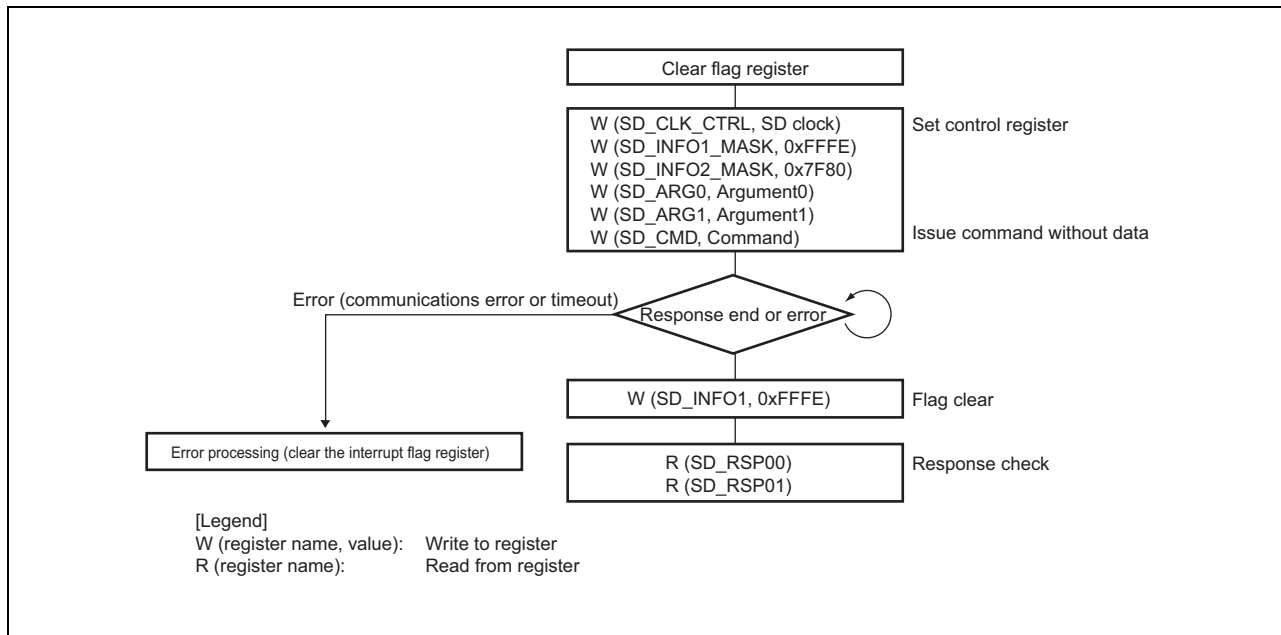 Clear flag register
W (SD_CLK_CTRL, SD clock)
Set control register
W (SD_INFO1_MASK, 0xFFFE)
W (SD_INFO2_MASK, 0x7F80)
W (SD_ARG0, Argument0)
W (SD_ARG1, Argument1)
W (SD_CMD, Command)
Issue command without data
Error (communications error or timeout)
Response end or error
W (SD_INFO1, 0xFFFE)
Flag clear
Error processing (clear the interrupt flag register)
R (SD_RSP00)
Response check
R (SD_RSP01)
[Legend]
W (register name, value): Write to register
R (register name): Read from register